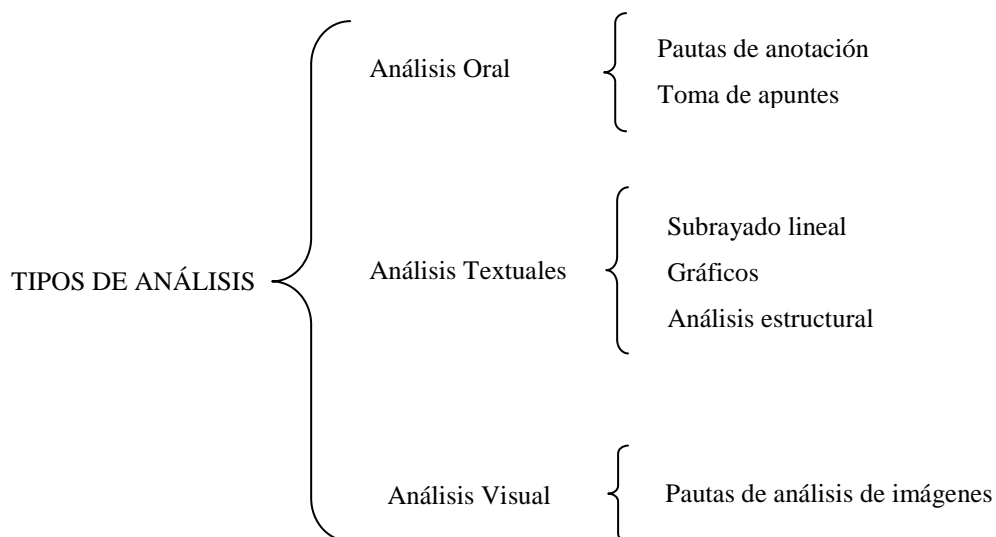 TIPOS DE ANÁLISIS
Análisis Oral
Pautas de anotación
Toma de apuntes
Análisis Textuales
Subrayado lineal
Gráficos
Análisis estructural
Análisis Visual
Pautas de análisis de imágenes